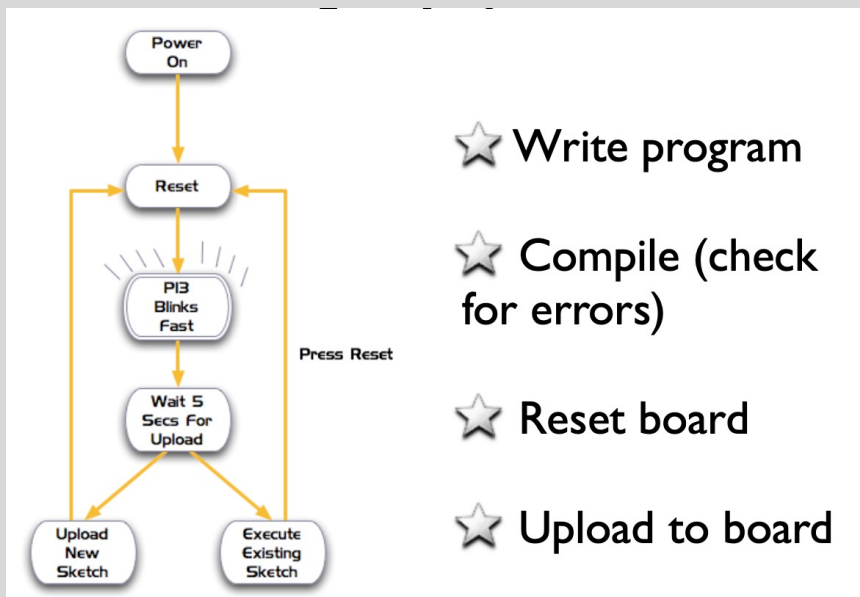 Power
On
Reset
P13
Blinks
Fast
Press Reset
Wait 5
Secs For
Upload
Upload
New
Sketch
Execute
Existing
Sketch
Write program
Compile (check
for errors)
Reset board
Upload to board